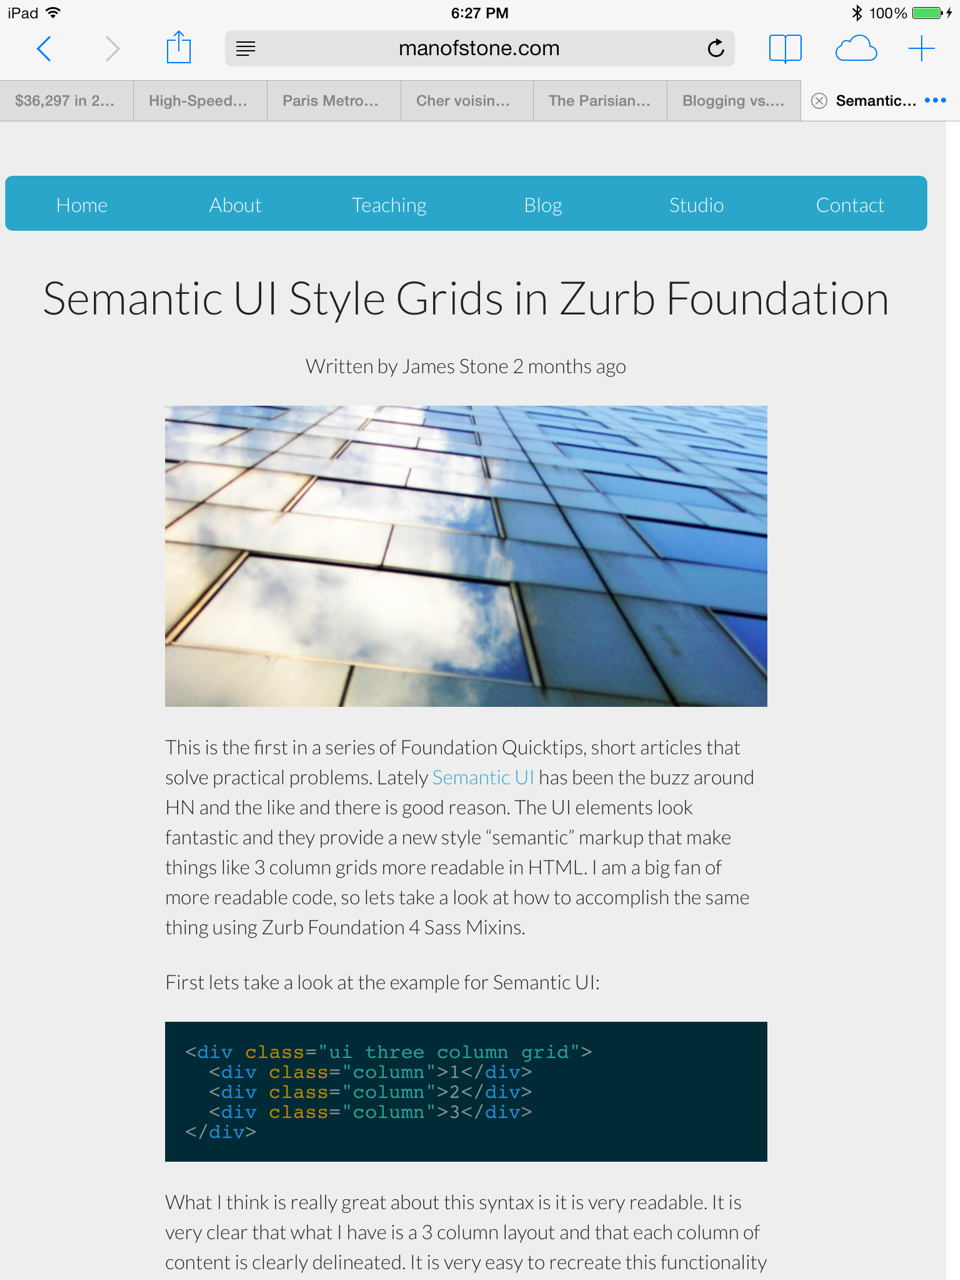 iPad 6:27 PM 100%
manofstone.com
$36,297 in 2... High-Speed... Paris Metro... Cher voisin... The Parisian... Blogging vs.... Semantic...
Home About Teaching Blog Studio Contact
Semantic UI Style Grids in Zurb Foundation
Written by James Stone 2 months ago
This is the first in a series of Foundation Quicktips, short articles that
solve practical problems. Lately Semantic UI has been the buzz around
HN and the like and there is good reason. The UI elements look
fantastic and they provide a new style “semantic” markup that make
things like 3 column grids more readable in HTML. I am a big fan of
more readable code, so lets take a look at how to accomplish the same
thing using Zurb Foundation 4 Sass Mixins.
First lets take a look at the example for Semantic UI:
<div class="ui three column grid">
  <div class="column">1</div>
  <div class="column">2</div>
  <div class="column">3</div>
</div>
What I think is really great about this syntax is it is very readable. It is
very clear that what I have is a 3 column layout and that each column of
content is clearly delineated. It is very easy to recreate this functionality